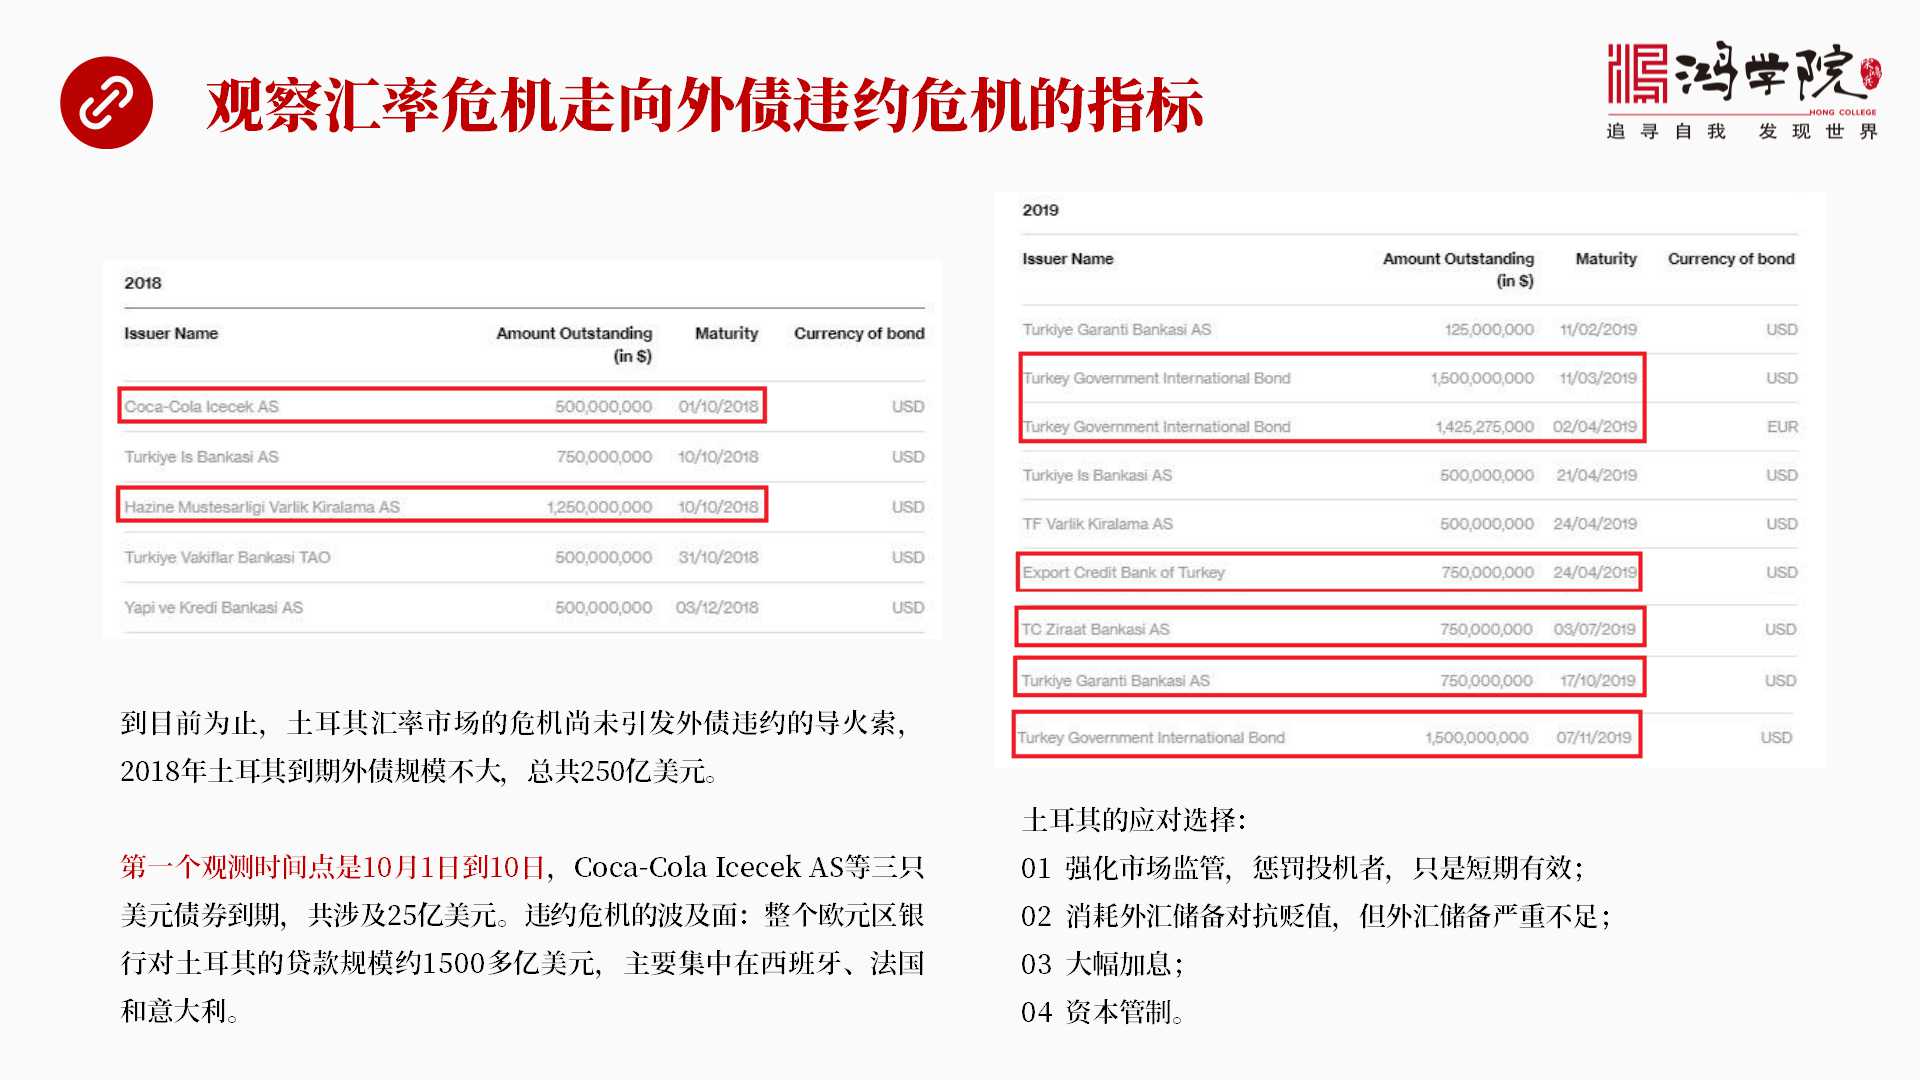 观察汇率危机走向外债违约危机的指标
鸿学院
HONG COLLEGE
追寻自我 发现世界
2018
Issuer Name Amount Outstanding (in $) Maturity Currency of bond
Coca-Cola Icecek AS 500,000,000 01/10/2018 USD
Turkiye Is Bankasi AS 750,000,000 10/10/2018 USD
Hazine Mustesarligi Varlik Kiralama AS 1,250,000,000 10/10/2018 USD
Turkiye Vakiflar Bankasi TAO 500,000,000 31/10/2018 USD
Yapi ve Kredi Bankasi AS 500,000,000 03/12/2018 USD
到目前为止，土耳其汇率市场的危机尚未引发外债违约的导火索，
2018年土耳其到期外债规模不大，总共250亿美元。
第一个观测时间点是10月1日到10日，Coca-Cola Icecek AS等三只
美元债券到期，共涉及25亿美元。违约危机的波及面：整个欧元区银
行对土耳其的贷款规模约1500多亿美元，主要集中在西班牙、法国
和意大利。
2019
Issuer Name Amount Outstanding (in $) Maturity Currency of bond
Turkiye Garanti Bankasi AS 125,000,000 11/02/2019 USD
Turkey Government International Bond 1,500,000,000 11/03/2019 USD
Turkey Government International Bond 1,425,275,000 02/04/2019 EUR
Turkiye Is Bankasi AS 500,000,000 21/04/2019 USD
TF Varlik Kiralama AS 500,000,000 24/04/2019 USD
Export Credit Bank of Turkey 750,000,000 24/04/2019 USD
TC Ziraat Bankasi AS 750,000,000 03/07/2019 USD
Turkiye Garanti Bankasi AS 750,000,000 17/10/2019 USD
Turkey Government International Bond 1,500,000,000 07/11/2019 USD
土耳其的应对选择：
01 强化市场监管，惩罚投机者，只是短期有效；
02 消耗外汇储备对抗贬值，但外汇储备严重不足；
03 大幅加息；
04 资本管制。